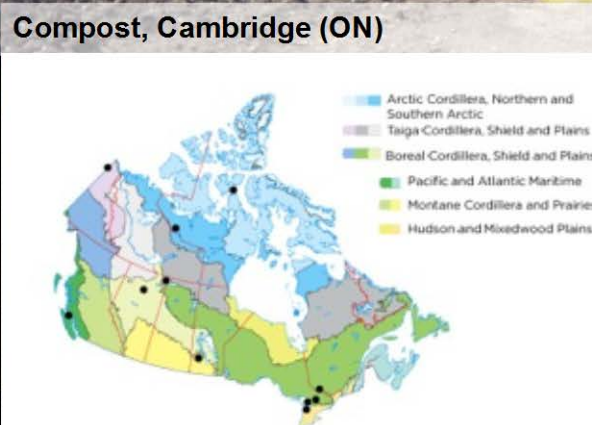 Compost, Cambridge (ON)
Arctic Cordillera, Northern and
Southern Arctic
Taiga Cordillera, Shield and Plains
Boreal Cordillera, Shield and Plains
Pacific and Atlantic Maritime
Montane Cordillera and Prairies
Hudson and Mixedwood Plains